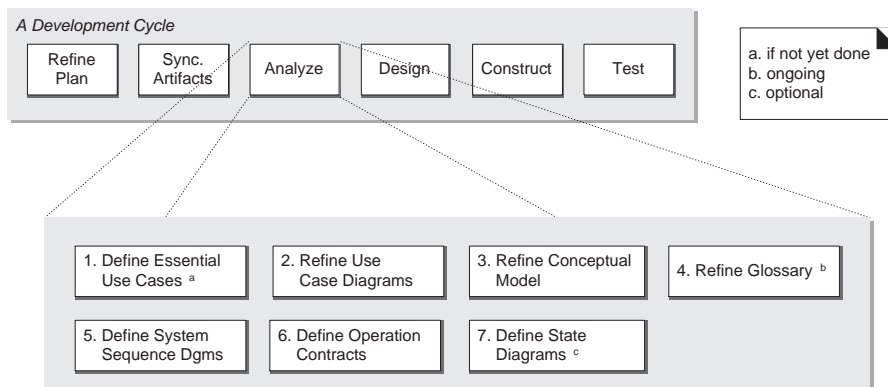 A Development Cycle
Refine
Plan
Sync.
Artifacts
Analyze
Design
Construct
Test
a. if not yet done
b. ongoing
c. optional
1. Define Essential
Use Cases a
2. Refine Use
Case Diagrams
3. Refine Conceptual
Model
4. Refine Glossary b
5. Define System
Sequence Dgms
6. Define Operation
Contracts
7. Define State
Diagrams c